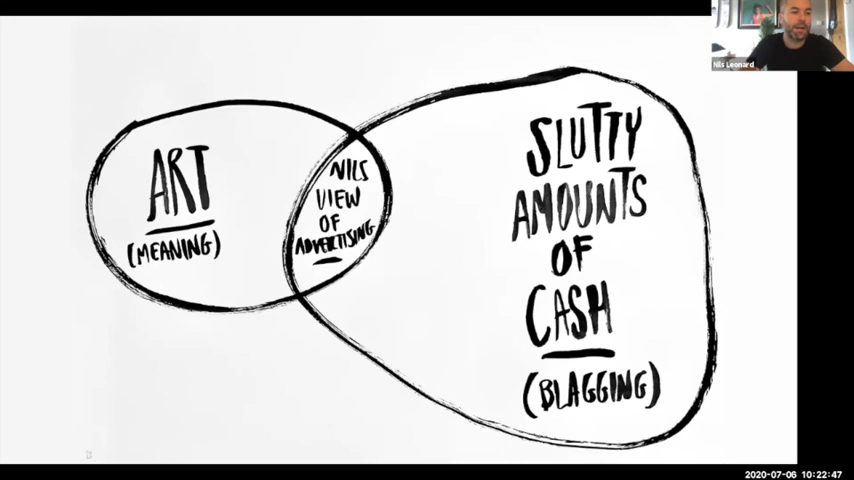 Nils Leonard
ART
(MEANING)
NILS
VIEW
OF
ADVERTISING
SLUTTY
AMOUNTS
OF
CASH
(BLAGGING)
2020-07-06 10:22:47